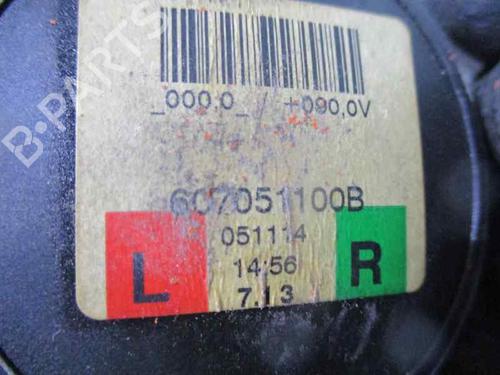 _000,0_ +090,0V
607051100B
051114
14:56
7.13
L
R
B-PARTS